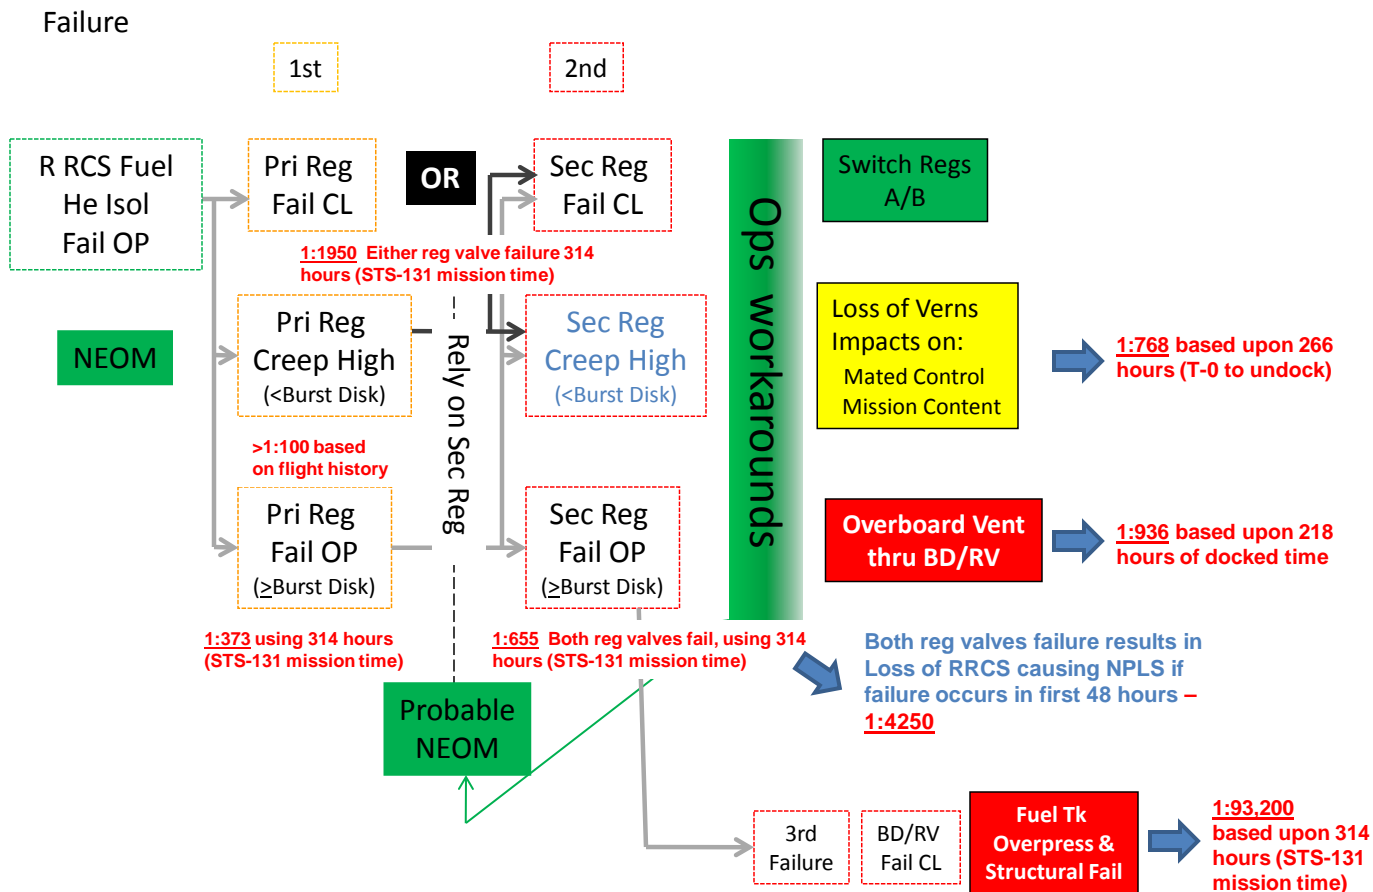 Failure
1st
2nd
R RCS Fuel
He Isol
Fail OP
Pri Reg
Fail CL
OR
Sec Reg
Fail CL
Switch Regs
A/B
1:1950 Either reg valve failure 314
hours (STS-131 mission time)
NEOM
Pri Reg
Creep High
(<Burst Disk)
Rely on Sec Reg
Sec Reg
Creep High
(<Burst Disk)
Ops workarounds
Loss of Verns
Impacts on:
Mated Control
Mission Content
1:768 based upon 266
hours (T-0 to undock)
>1:100 based
on flight history
Pri Reg
Fail OP
(≥Burst Disk)
Sec Reg
Fail OP
(≥Burst Disk)
Overboard Vent
thru BD/RV
1:936 based upon 218
hours of docked time
1:373 using 314 hours
(STS-131 mission time)
1:655 Both reg valves fail, using 314
hours (STS-131 mission time)
Both reg valves failure results in
Loss of RRCS causing NPLS if
failure occurs in first 48 hours –
1:4250
Probable
NEOM
3rd
Failure
BD/RV
Fail CL
Fuel Tk
Overpress &
Structural Fail
1:93,200
based upon 314
hours (STS-131
mission time)